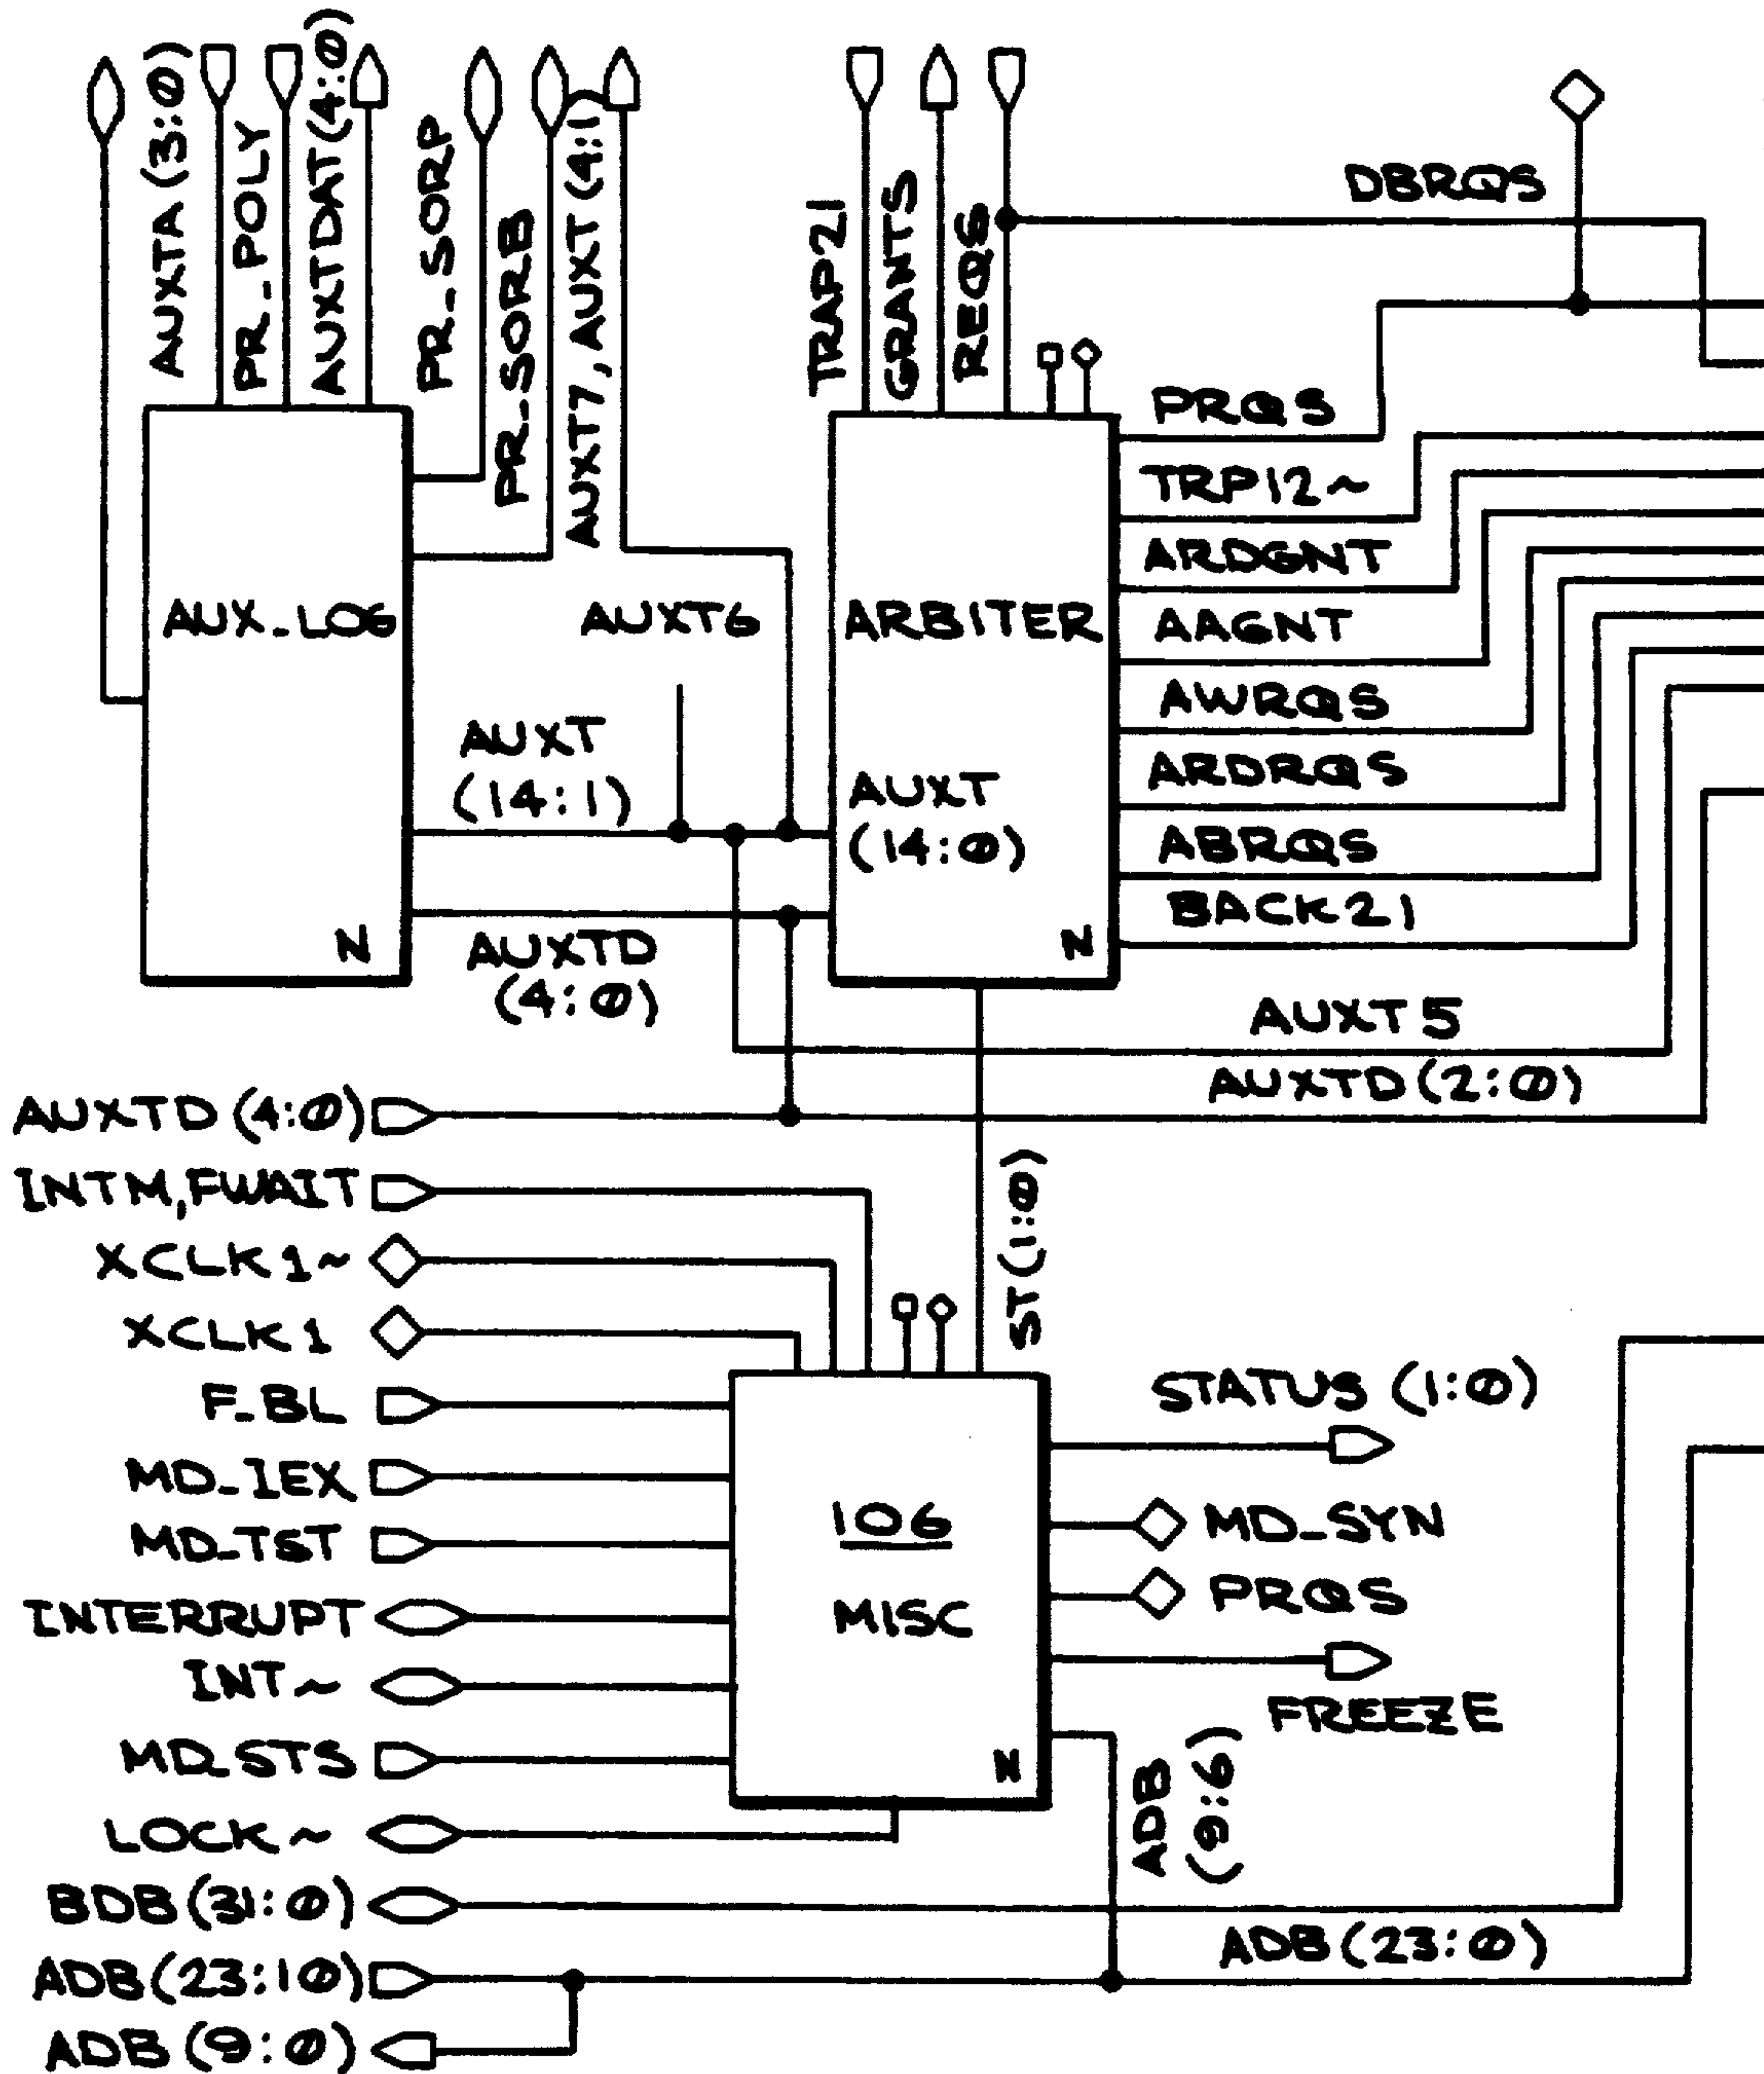 AUXTA (3:0)
PR_POLY
AUXTDAT (4:0)
PR_SORP
PR_SORB
AUXT7, AUXT (4:1)
TRAP21
GRANTS
REQS
DBRQS
PRQS
TRP12~
ARDGNT
AAGNT
AWRQS
ARDRQS
ABRQS
BACK21
AUX_LOG
AUXT6
ARBITER
AUXT
(14:1)
AUXT
(14:0)
N
AUXTD
(4:0)
N
AUXT5
AUXTD (2:0)
AUXTD (4:0)
INTM,FWAIT
XCLK1~
XCLK1
ST (1:0)
F_BL
MD_IEX
MD_TST
INTERRUPT
INT~
MD_STS
LOCK~
BDB (31:0)
ADB (23:10)
ADB (9:0)
106
MISC
N
STATUS (1:0)
MD_SYN
PRQS
FREEZE
ADB
(9:6)
ADB (23:0)